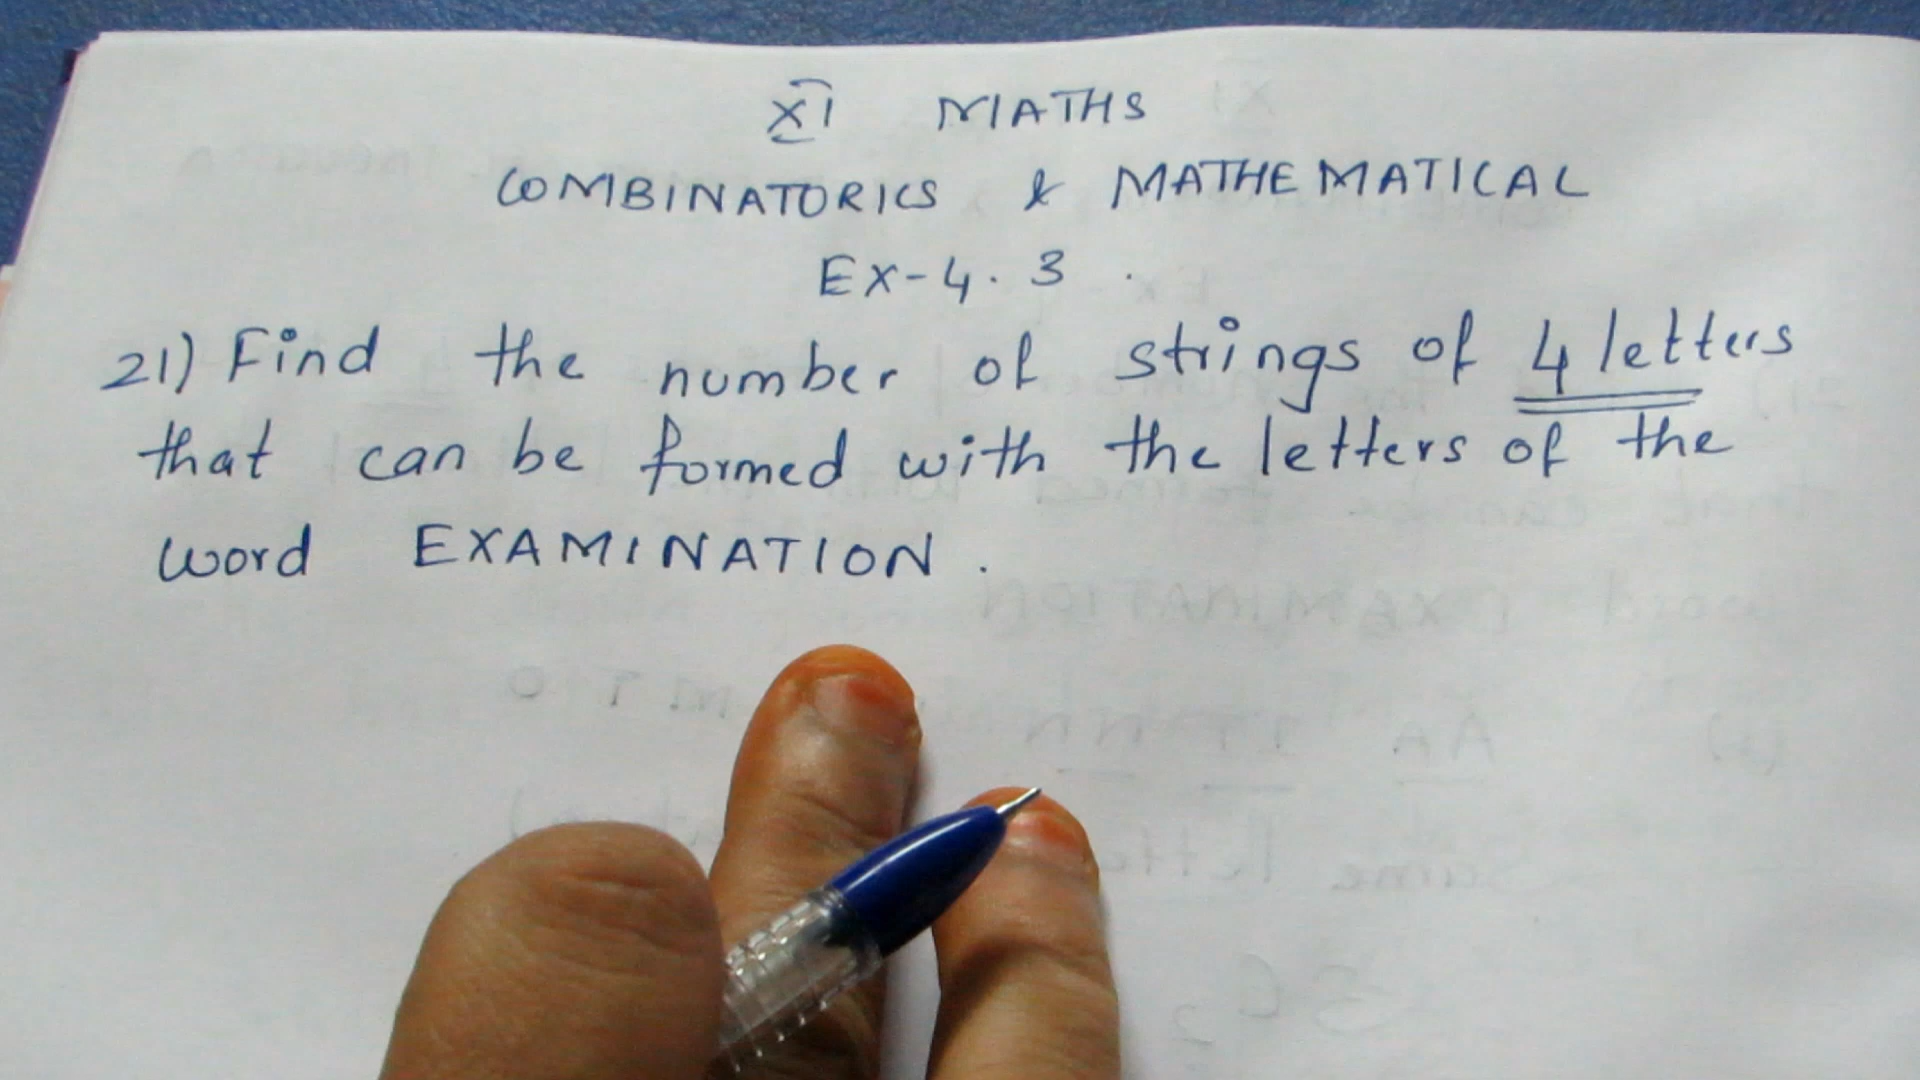 XI MATHS
COMBINATORICS & MATHEMATICAL
EX-4.3.
21) Find the number of strings of 4 letters
that can be formed with the letters of the
word EXAMINATION.